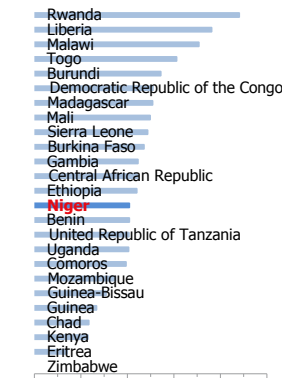 Rwanda
Liberia
Malawi
Togo
Burundi
Democratic Republic of the Congo
Madagascar
Mali
Sierra Leone
Burkina Faso
Gambia
Central African Republic
Ethiopia
Niger
Benin
United Republic of Tanzania
Uganda
Comoros
Mozambique
Guinea-Bissau
Guinea
Chad
Kenya
Eritrea
Zimbabwe